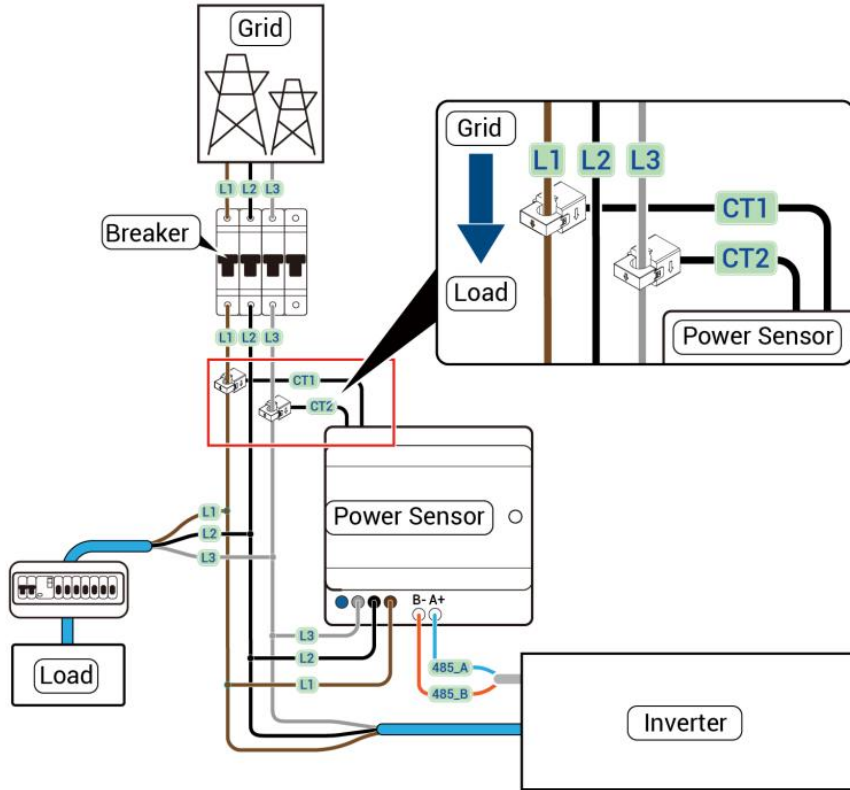 Grid
L1 L2 L3
Breaker
L1 L2 L3
CT1
CT2
Grid
L1 L2 L3
CT1
CT2
Load
Power Sensor
Power Sensor
L1
L2
L3
B- A+
L3
L2
L1
485_A
485_B
Load
Inverter